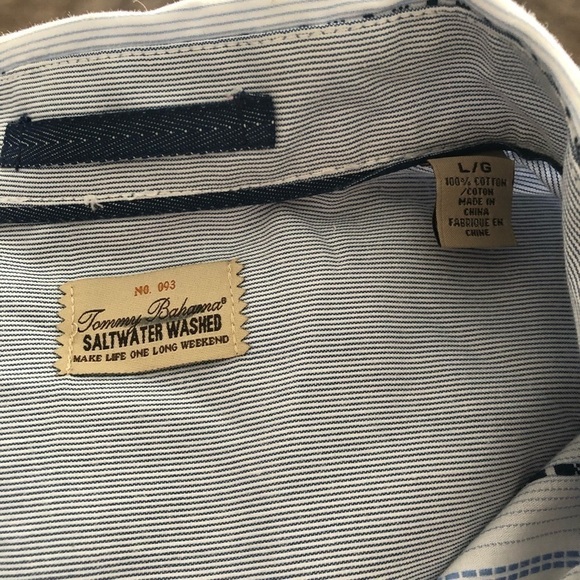 L/G
100% COTTON
/COTON
MADE IN
CHINA
FABRIQUE EN
CHINE
NO. 093
Tommy Bahama®
SALTWATER WASHED
MAKE LIFE ONE LONG WEEKEND